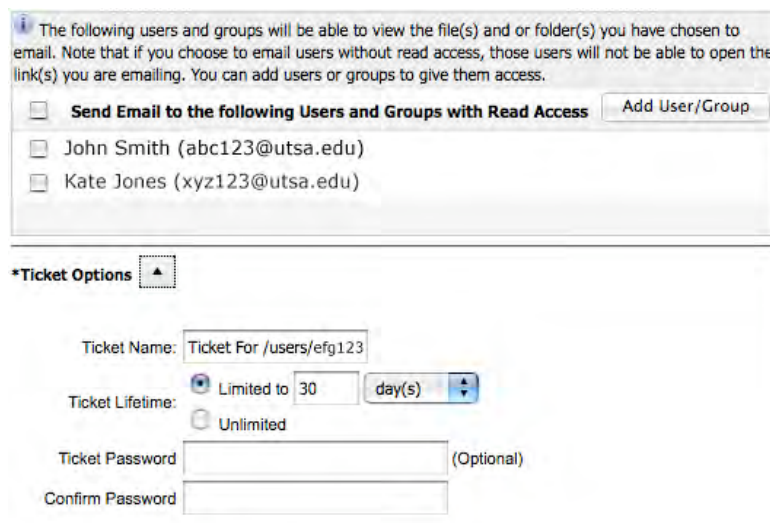 The following users and groups will be able to view the file(s) and or folder(s) you have chosen to
email. Note that if you choose to email users without read access, those users will not be able to open the
link(s) you are emailing. You can add users or groups to give them access.
Send Email to the following Users and Groups with Read Access Add User/Group
John Smith (abc123@utsa.edu)
Kate Jones (xyz123@utsa.edu)
*Ticket Options
Ticket Name: Ticket For /users/efg123
Ticket Lifetime: Limited to 30 day(s)
Unlimited
Ticket Password (Optional)
Confirm Password